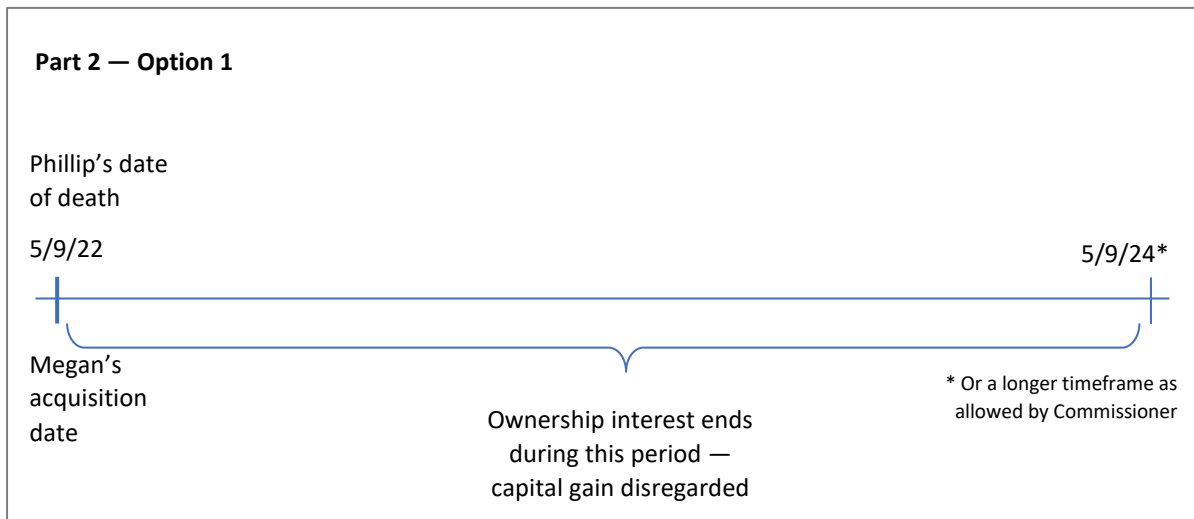 Part 2 — Option 1
Phillip’s date
of death
5/9/22
5/9/24*
Megan’s
acquisition
date
* Or a longer timeframe as
allowed by Commissioner
Ownership interest ends
during this period —
capital gain disregarded